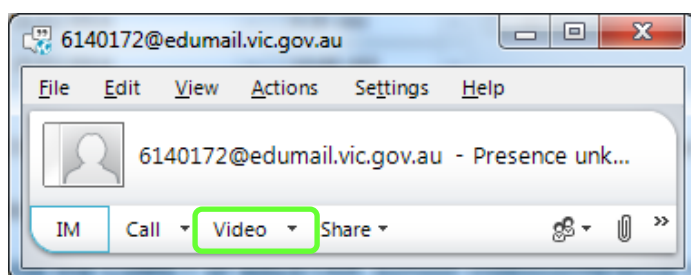 6140172@edumail.vic.gov.au
File Edit View Actions Settings Help
6140172@edumail.vic.gov.au - Presence unk...
IM Call Video Share